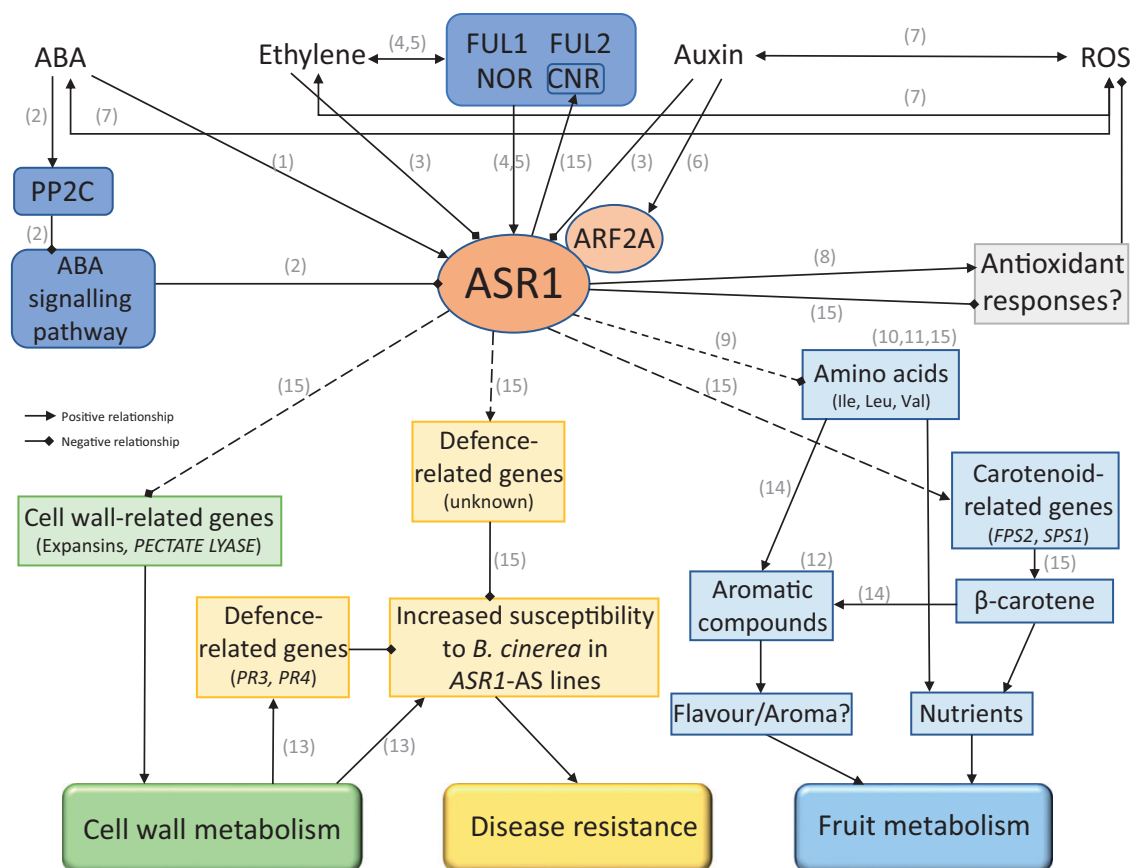 ABA
Ethylene
(4,5)
FUL1 FUL2
NOR CNR
Auxin
(7)
ROS
(2)
(7)
(7)
(1)
(3)
(4,5)
(15)
(3)
(6)
PP2C
(2)
ARF2A
ABA
signalling
pathway
(2)
ASR1
(8)
(15)
Antioxidant
responses?
(15)
(15)
(9)
(15)
(10,11,15)
Amino acids
(Ile, Leu, Val)
Positive relationship
Negative relationship
Defence-
related genes
(unknown)
(14)
Carotenoid-
related genes
(FPS2, SPS1)
Cell wall-related genes
(Expansins, PECTATE LYASE)
(15)
(12)
(15)
Aromatic
compounds
(14)
β-carotene
Defence-
related genes
(PR3, PR4)
Increased susceptibility
to B. cinerea in
ASR1-AS lines
Flavour/Aroma?
Nutrients
(13)
(13)
Cell wall metabolism
Disease resistance
Fruit metabolism